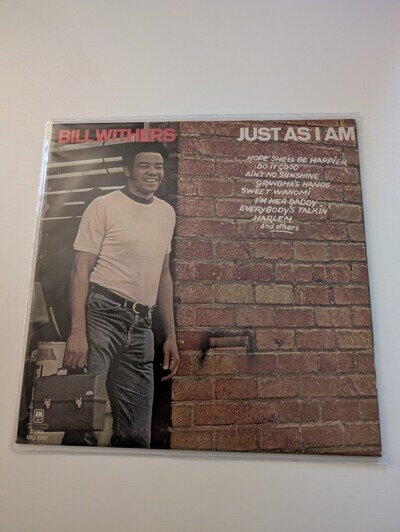 BILL WITHERS
JUST AS I AM
HOPE SHE'LL BE HAPPIER
DO IT GOOD
AIN'T NO SUNSHINE
GRANDMA'S HANDS
SWEET WANOMI
I'M HER DADDY
EVERYBODY'S TALKIN
HARLEM
and others
A&M